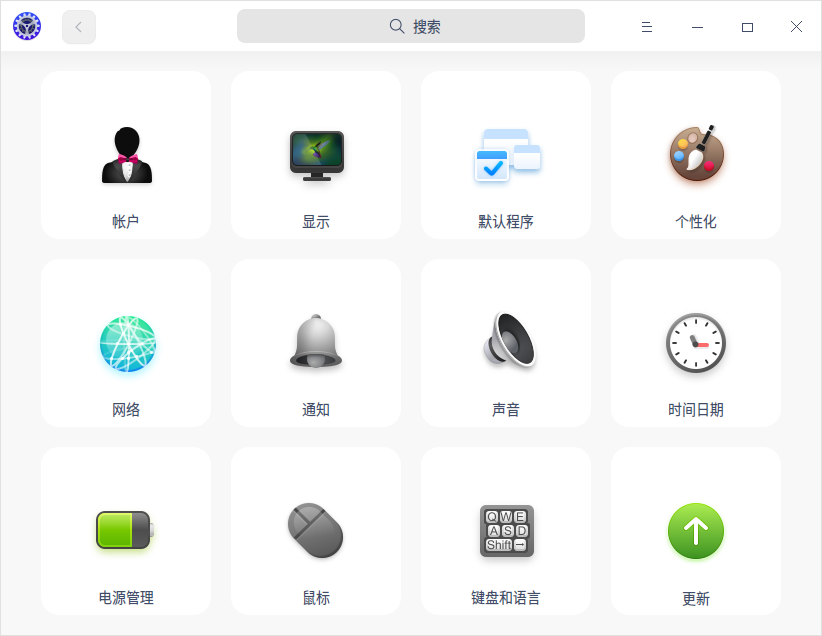 搜索
帐户
显示
默认程序
个性化
网络
通知
声音
时间日期
电源管理
鼠标
Q W E
A S D
Shift →
键盘和语言
更新